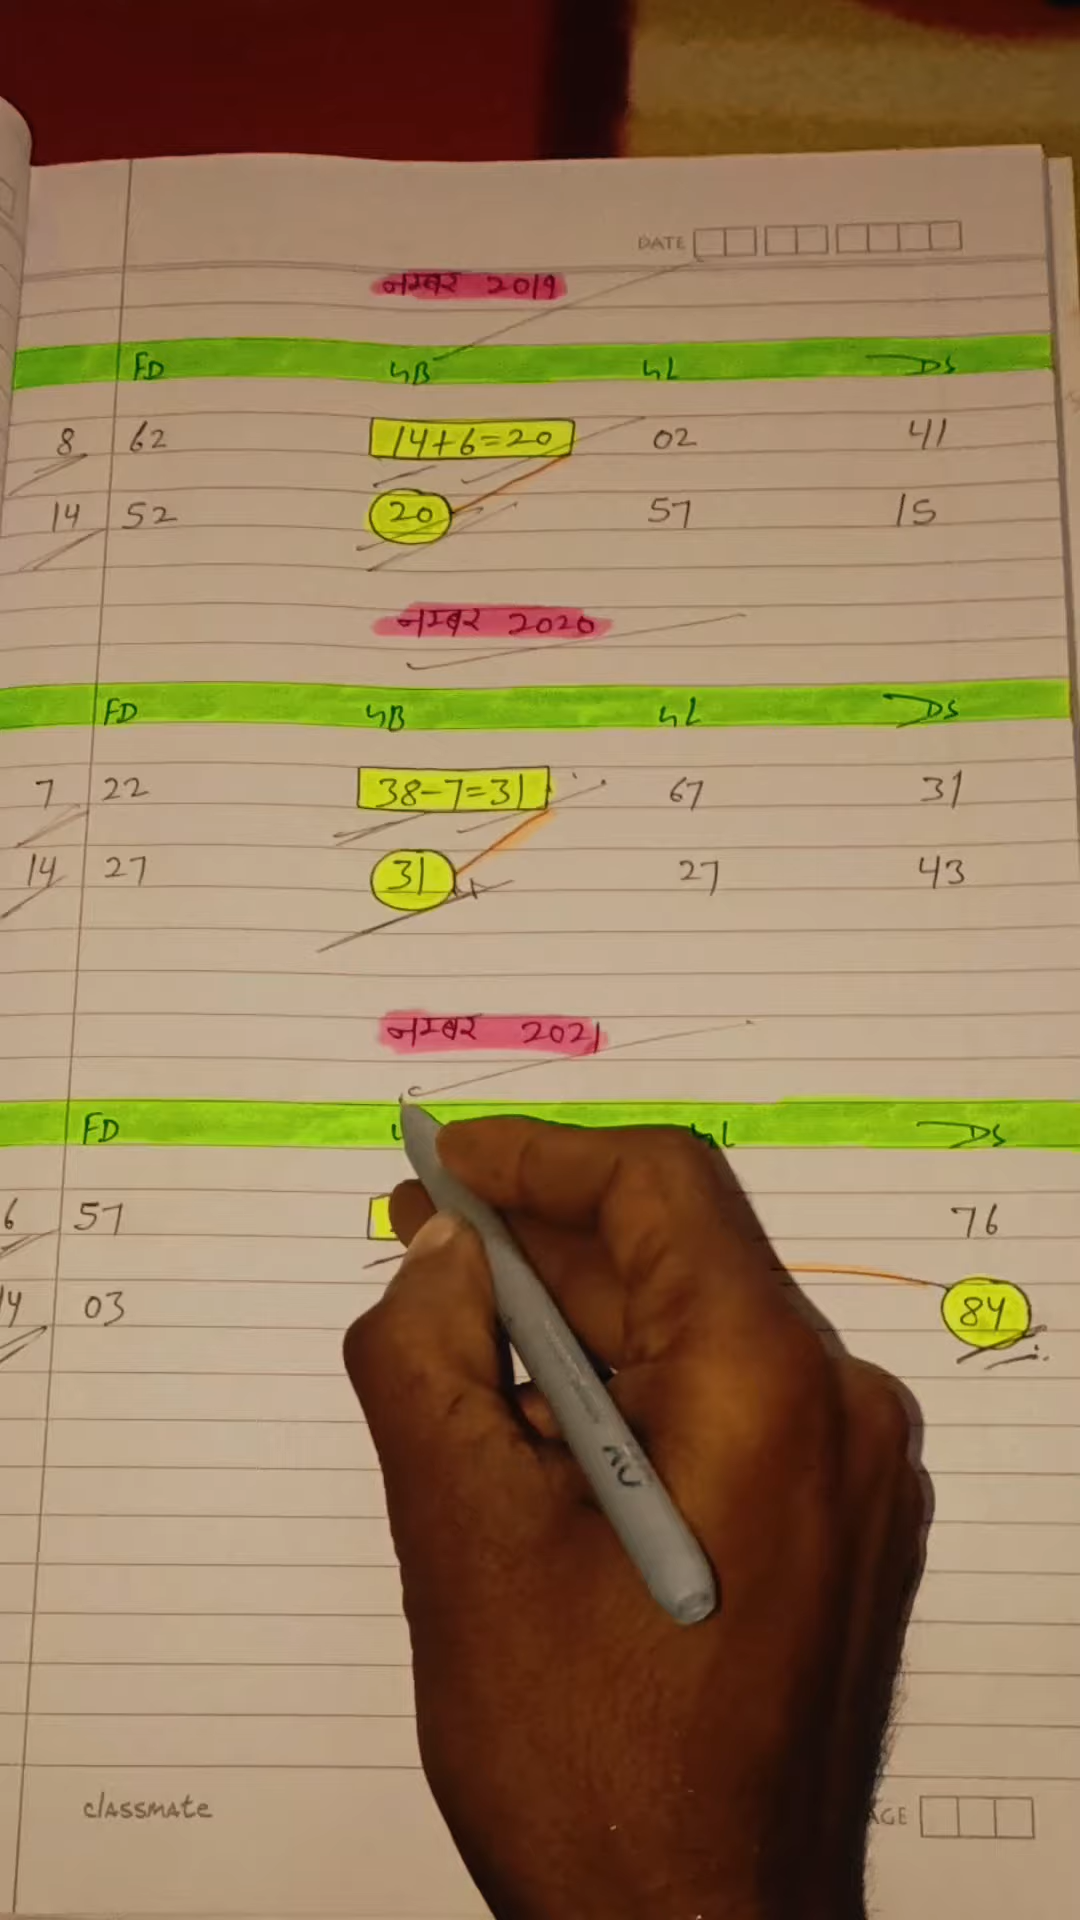 DATE
नम्बर 2019
FD GB GL DS
8 62 14+6=20 02 41
14 52 20 57 15
नम्बर 2020
FD GB GL DS
7 22 38-7=31 67 31
14 27 31 27 43
नम्बर 2021
FD GL DS
6 57 76
14 03 84
classmate